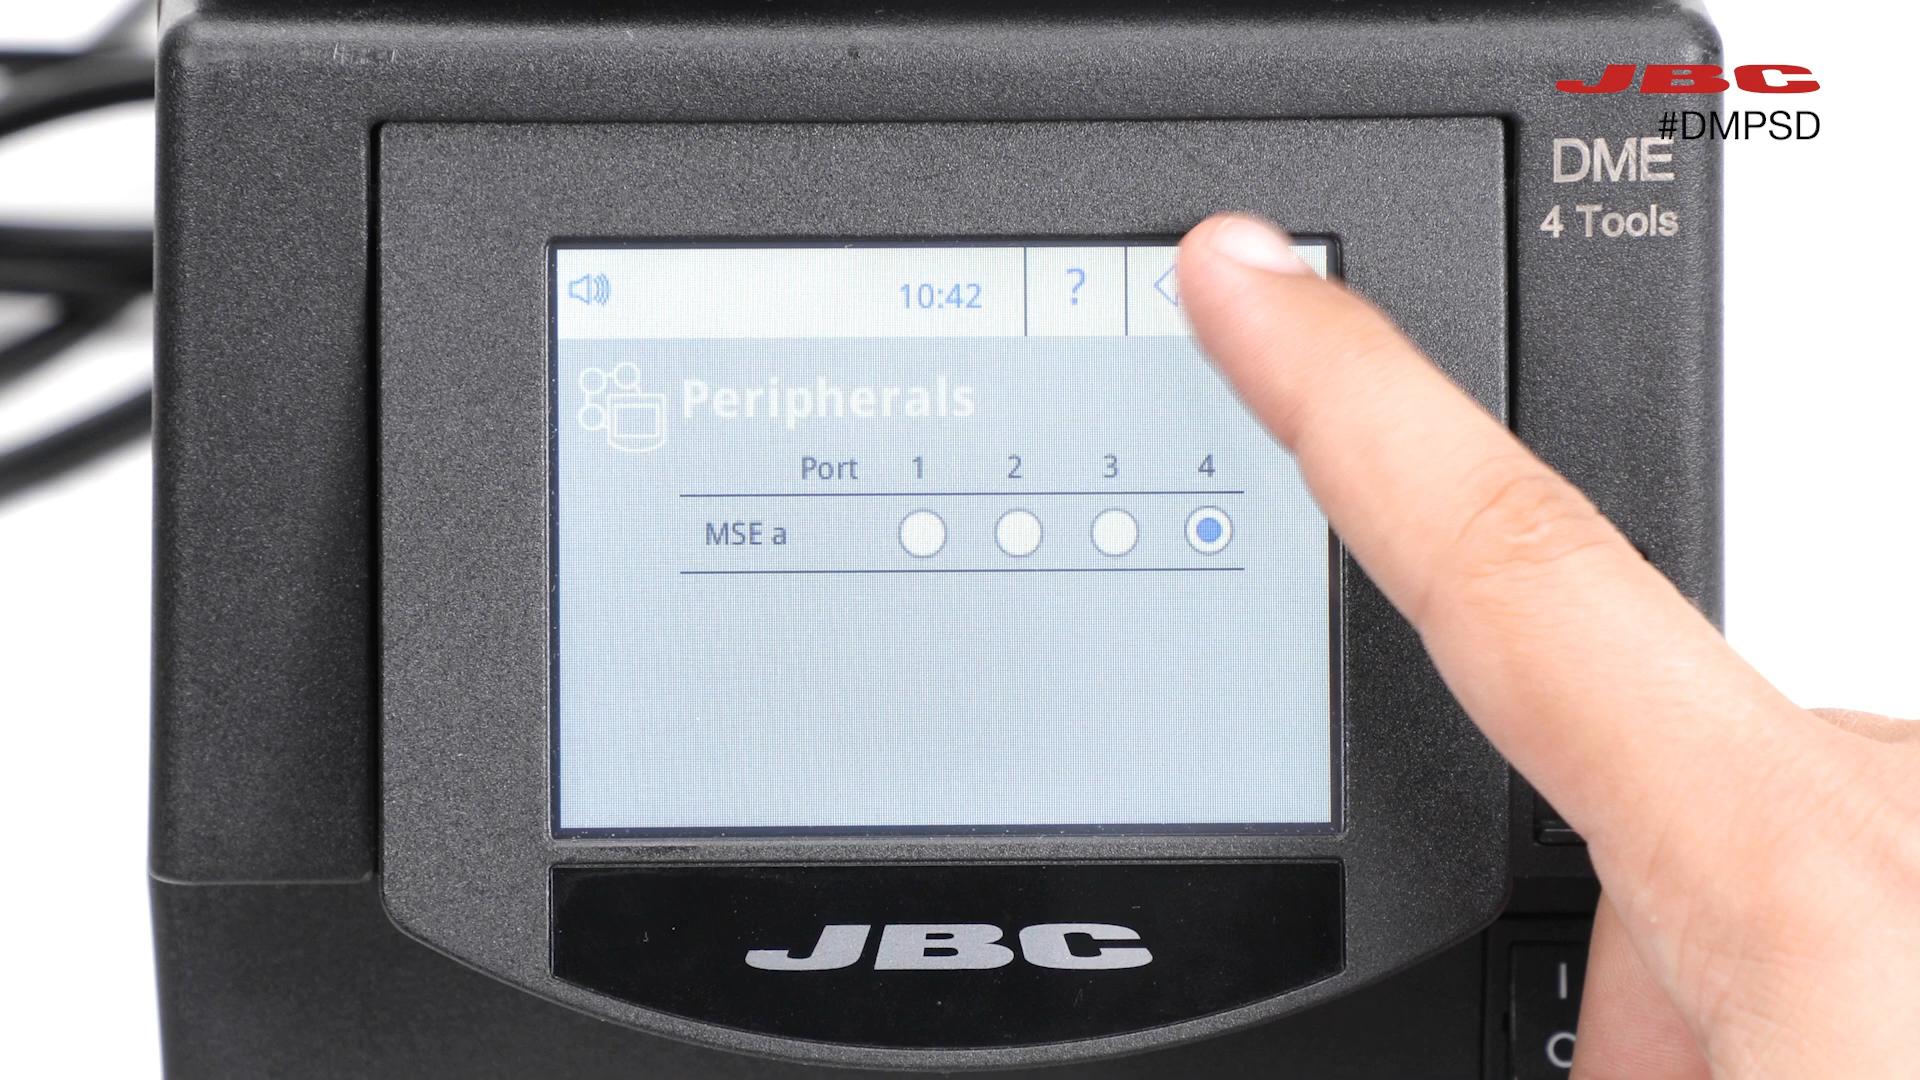 JBC
#DMPSD
DME
4 Tools
10:42 ?
Peripherals
Port 1 2 3 4
MSE a
JBC